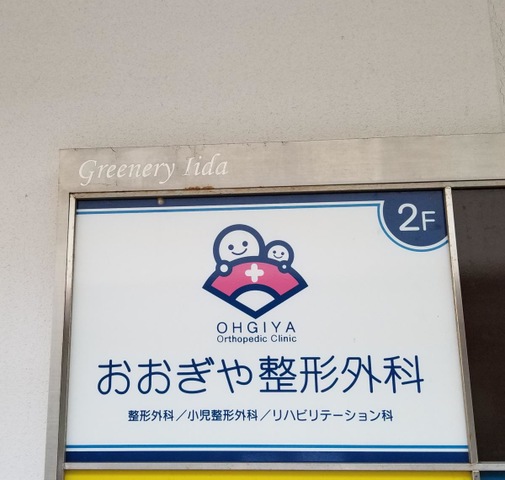 Greenery Iida
2F
OHGIYA
Orthopedic Clinic
おおぎや整形外科
整形外科／小児整形外科／リハビリテーション科